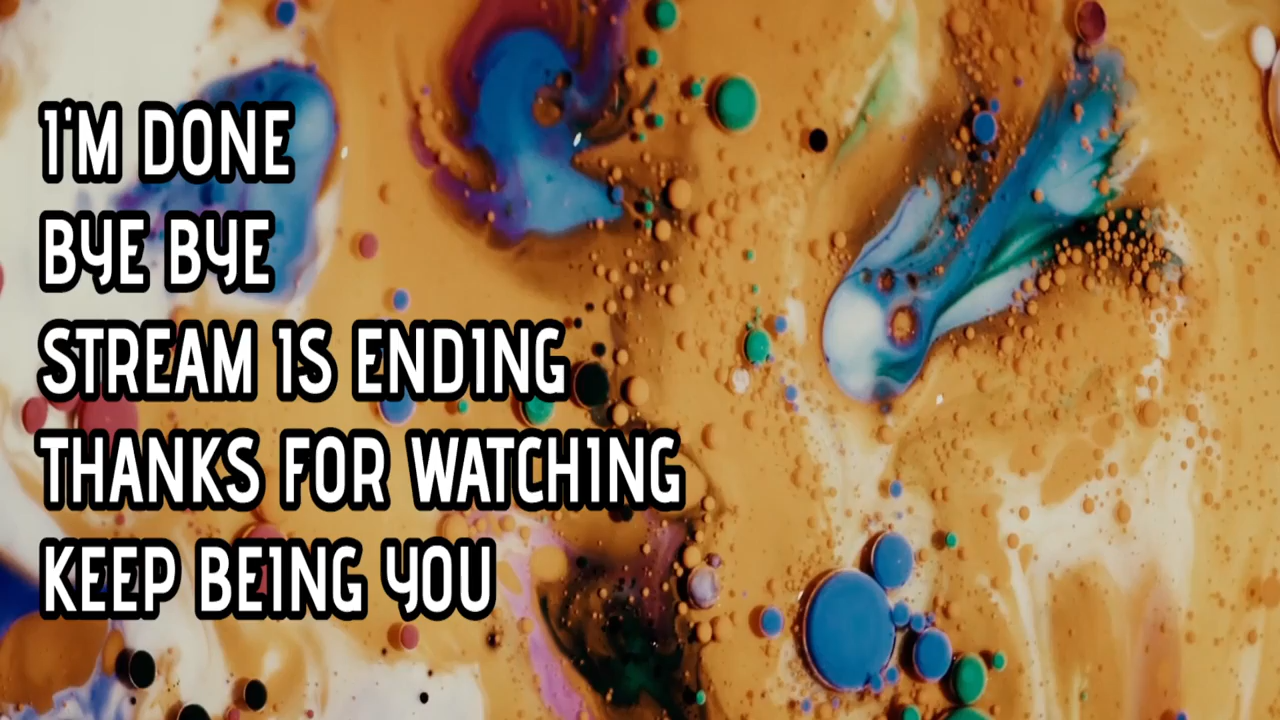 I'M DONE
BYE BYE
STREAM IS ENDING
THANKS FOR WATCHING
KEEP BEING YOU